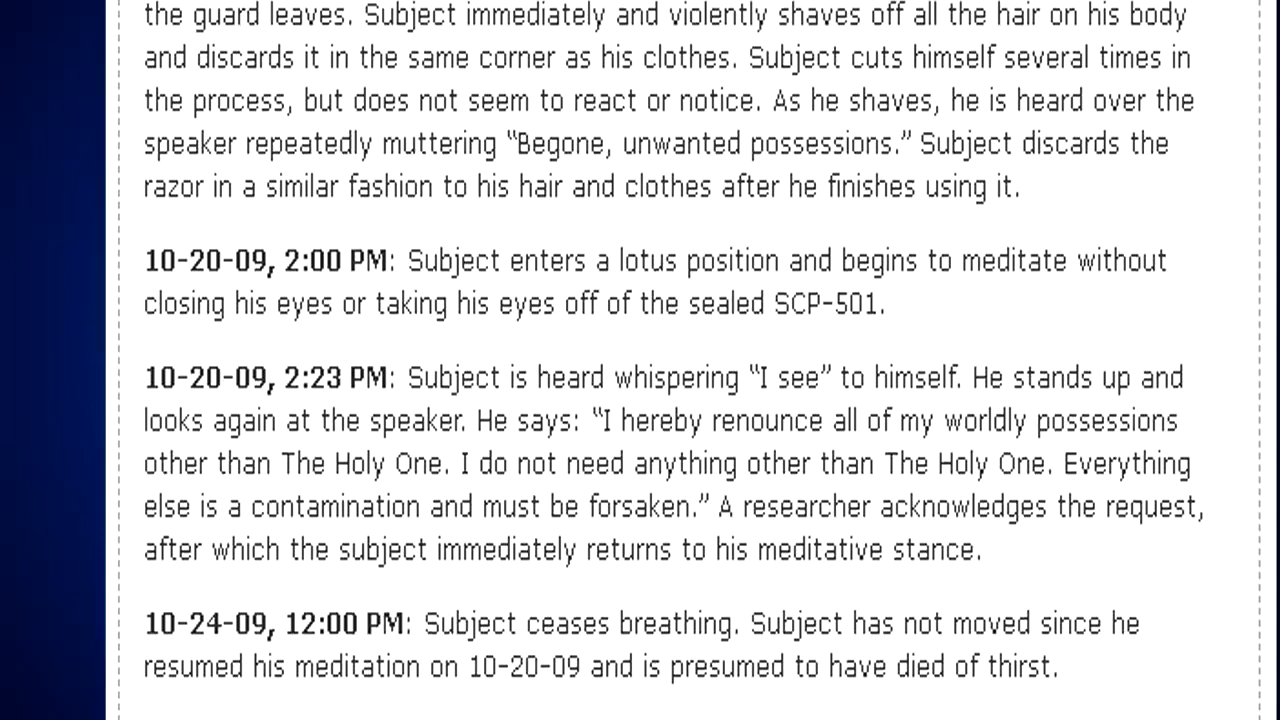 the guard leaves. Subject immediately and violently shaves off all the hair on his body
and discards it in the same corner as his clothes. Subject cuts himself several times in
the process, but does not seem to react or notice. As he shaves, he is heard over the
speaker repeatedly muttering “Begone, unwanted possessions.” Subject discards the
razor in a similar fashion to his hair and clothes after he finishes using it.
10-20-09, 2:00 PM: Subject enters a lotus position and begins to meditate without
closing his eyes or taking his eyes off of the sealed SCP-501.
10-20-09, 2:23 PM: Subject is heard whispering “I see” to himself. He stands up and
looks again at the speaker. He says: “I hereby renounce all of my worldly possessions
other than The Holy One. I do not need anything other than The Holy One. Everything
else is a contamination and must be forsaken.” A researcher acknowledges the request,
after which the subject immediately returns to his meditative stance.
10-24-09, 12:00 PM: Subject ceases breathing. Subject has not moved since he
resumed his meditation on 10-20-09 and is presumed to have died of thirst.